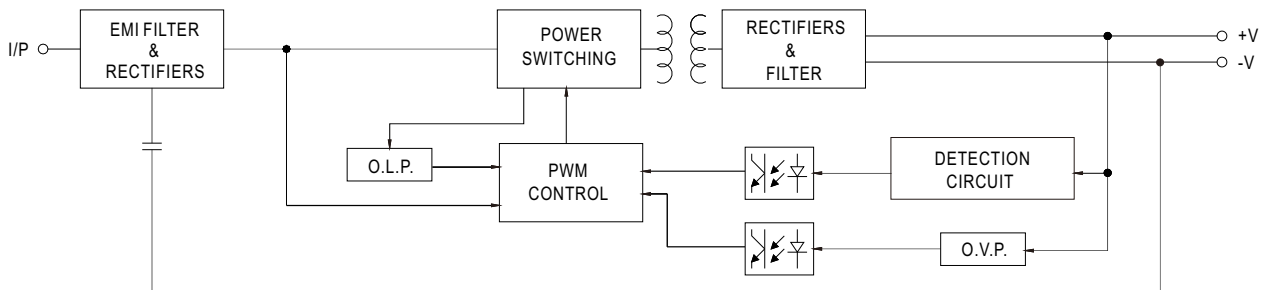 I/P
EMI FILTER
&
RECTIFIERS
POWER
SWITCHING
RECTIFIERS
&
FILTER
+V
-V
O.L.P.
PWM
CONTROL
DETECTION
CIRCUIT
O.V.P.